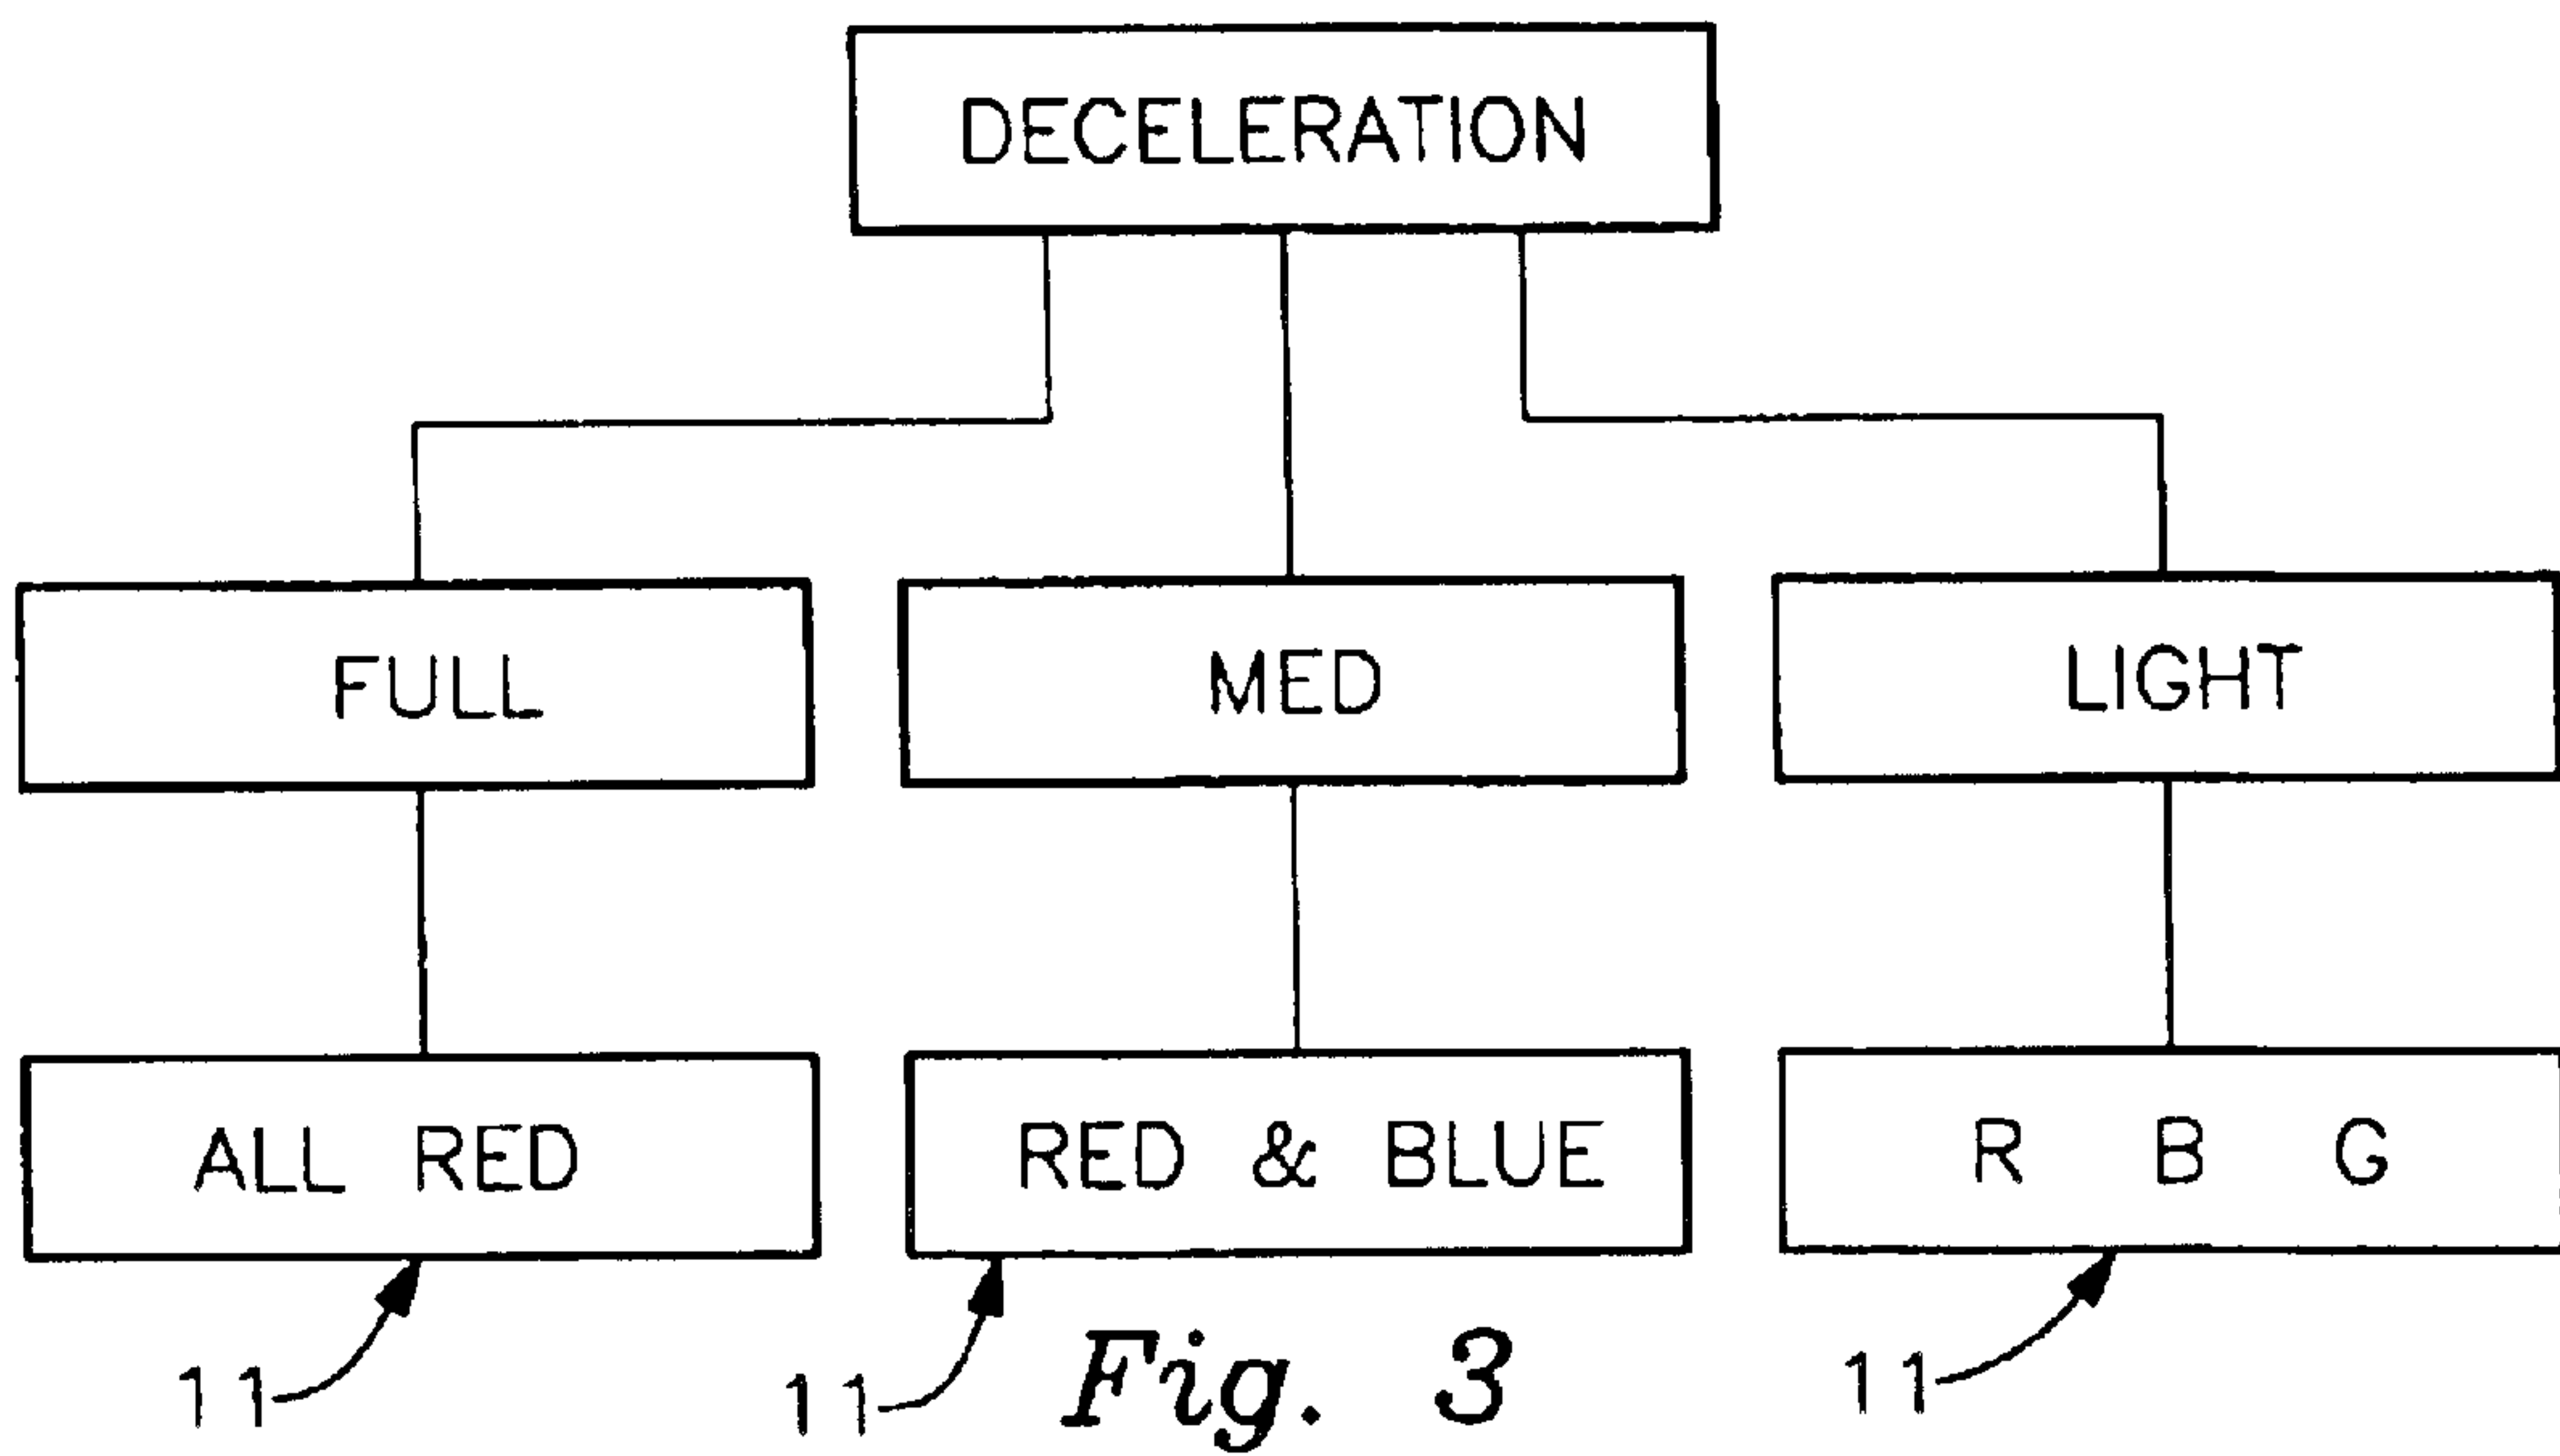 DECELERATION
FULL
MED
LIGHT
ALL RED
RED & BLUE
R B G
11
11
11
Fig. 3